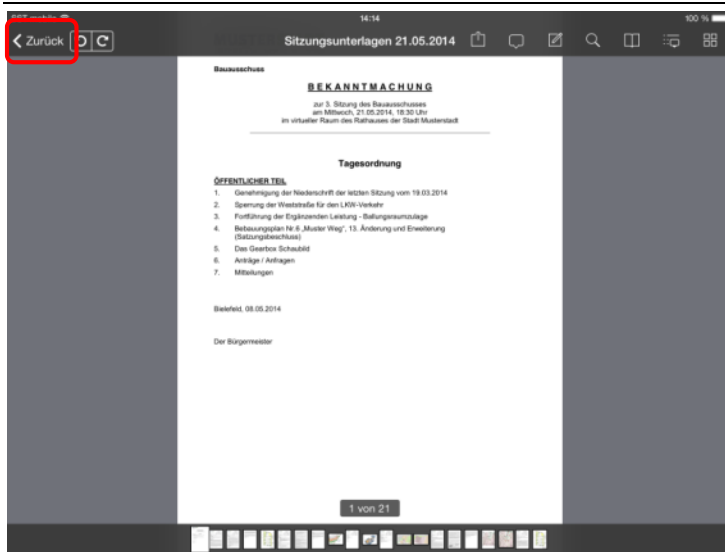 14:14
100 %
Zurück
Sitzungsunterlagen 21.05.2014
Bauausschuss
BEKANNTMACHUNG
zur 3. Sitzung des Bauausschusses
am Mittwoch, 21.05.2014, 18:30 Uhr
im virtueller Raum des Rathauses der Stadt Musterstadt
Tagesordnung
ÖFFENTLICHER TEIL
1. Genehmigung der Niederschrift der letzten Sitzung vom 19.03.2014
2. Sperrung der Weststraße für den LKW-Verkehr
3. Fortführung der Ergänzenden Leistung - Ballungsraumzulage
4. Bebauungsplan Nr.6 „Muster Weg", 13. Änderung und Erweiterung
(Satzungsbeschluss)
5. Das Gearbox Schaubild
6. Anträge / Anfragen
7. Mitteilungen
Bielefeld, 08.05.2014
Der Bürgermeister
1 von 21